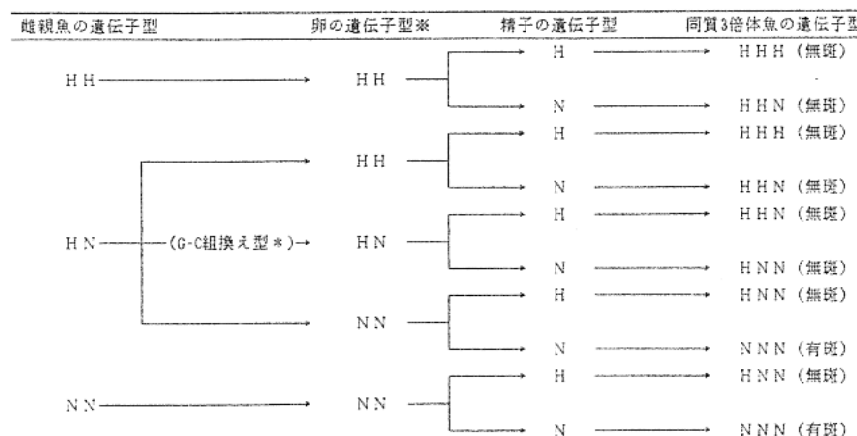 雌親魚の遺伝子型 卵の遺伝子型※ 精子の遺伝子型 同質3倍体魚の遺伝子型
H H H (無斑)
H H H H
N H H N (無斑)
H H H H (無斑)
H H
N H H N (無斑)
H H H N (無斑)
H N (G-C組換え型*) H N
N H N N (無斑)
H H N N (無斑)
N N
N N N N (有斑)
H H N N (無斑)
N N N N
N N N N (有斑)